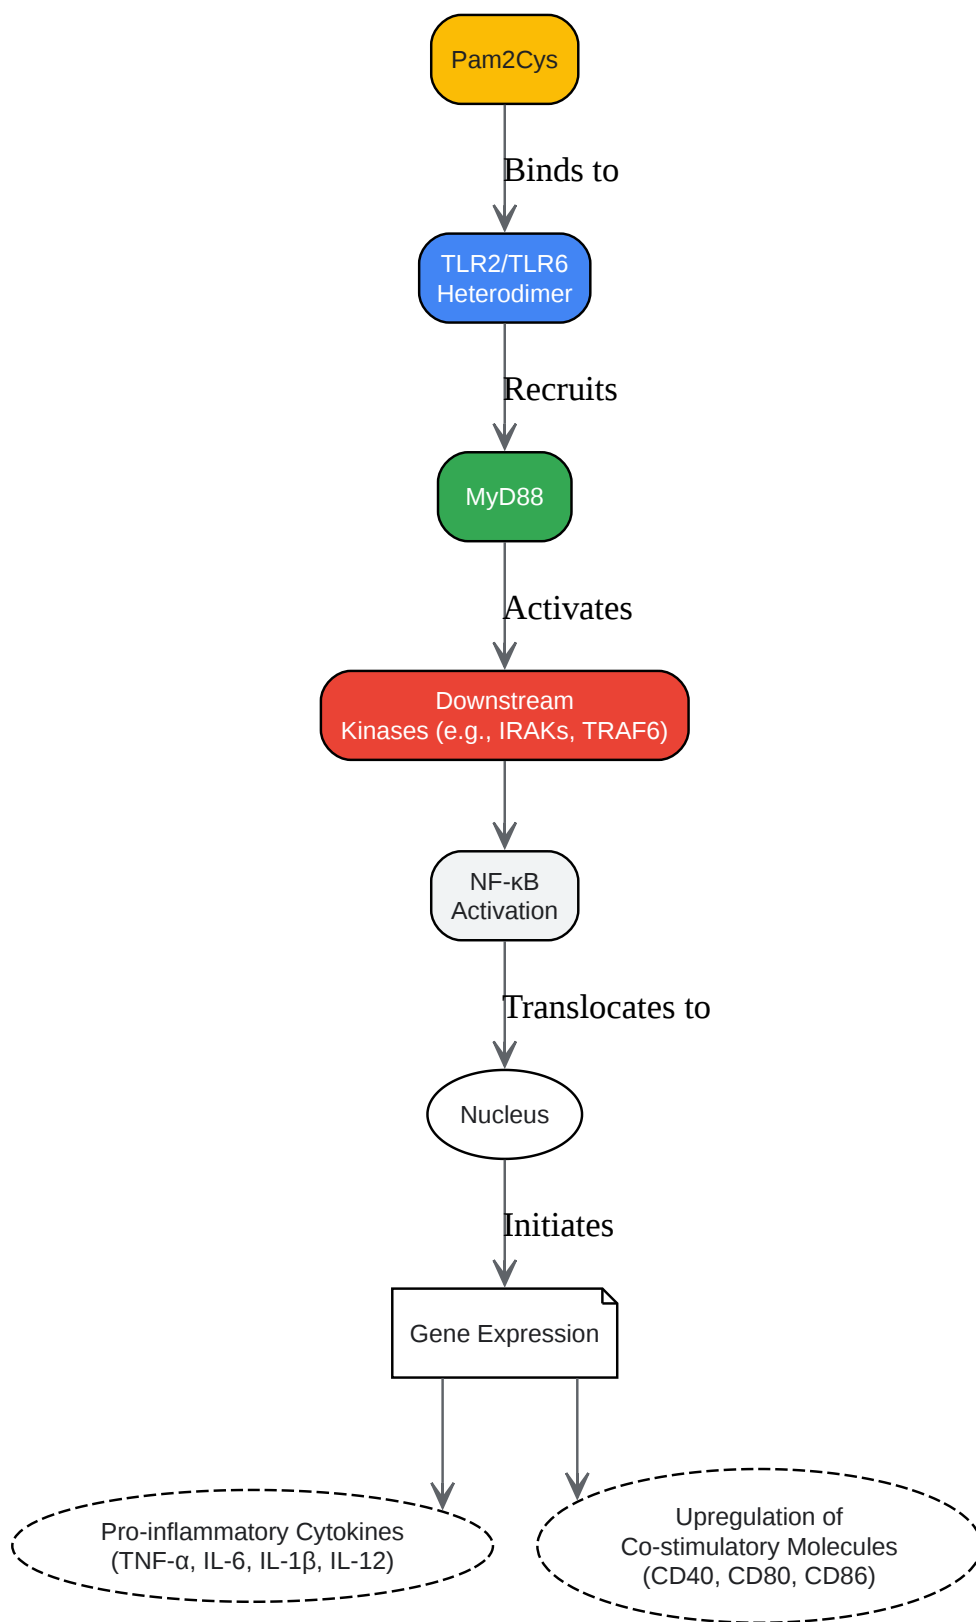 Pam2Cys
Binds to
TLR2/TLR6
Heterodimer
Recruits
MyD88
Activates
Downstream
Kinases (e.g., IRAKs, TRAF6)
NF-κB
Activation
Translocates to
Nucleus
Initiates
Gene Expression
Pro-inflammatory Cytokines
(TNF-α, IL-6, IL-1β, IL-12)
Upregulation of
Co-stimulatory Molecules
(CD40, CD80, CD86)